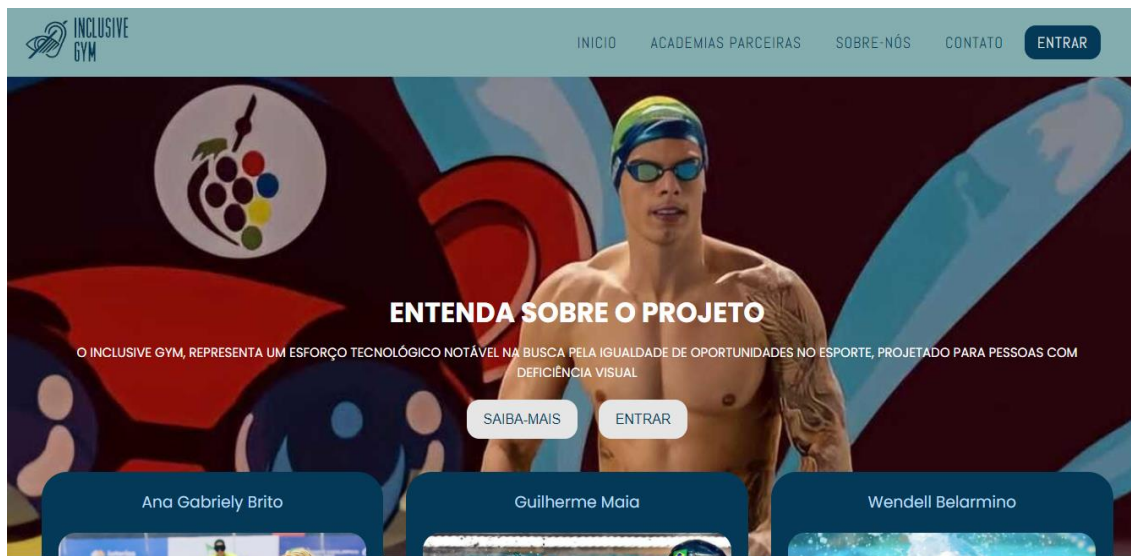 INCLUSIVE
GYM
INICIO
ACADEMIAS PARCEIRAS
SOBRE-NÓS
CONTATO
ENTRAR
ENTENDA SOBRE O PROJETO
O INCLUSIVE GYM, REPRESENTA UM ESFORÇO TECNOLÓGICO NOTÁVEL NA BUSCA PELA IGUALDADE DE OPORTUNIDADES NO ESPORTE, PROJETADO PARA PESSOAS COM
DEFICIÊNCIA VISUAL
SAIBA-MAIS
ENTRAR
Ana Gabriely Brito
Guilherme Maia
Wendell Belarmino